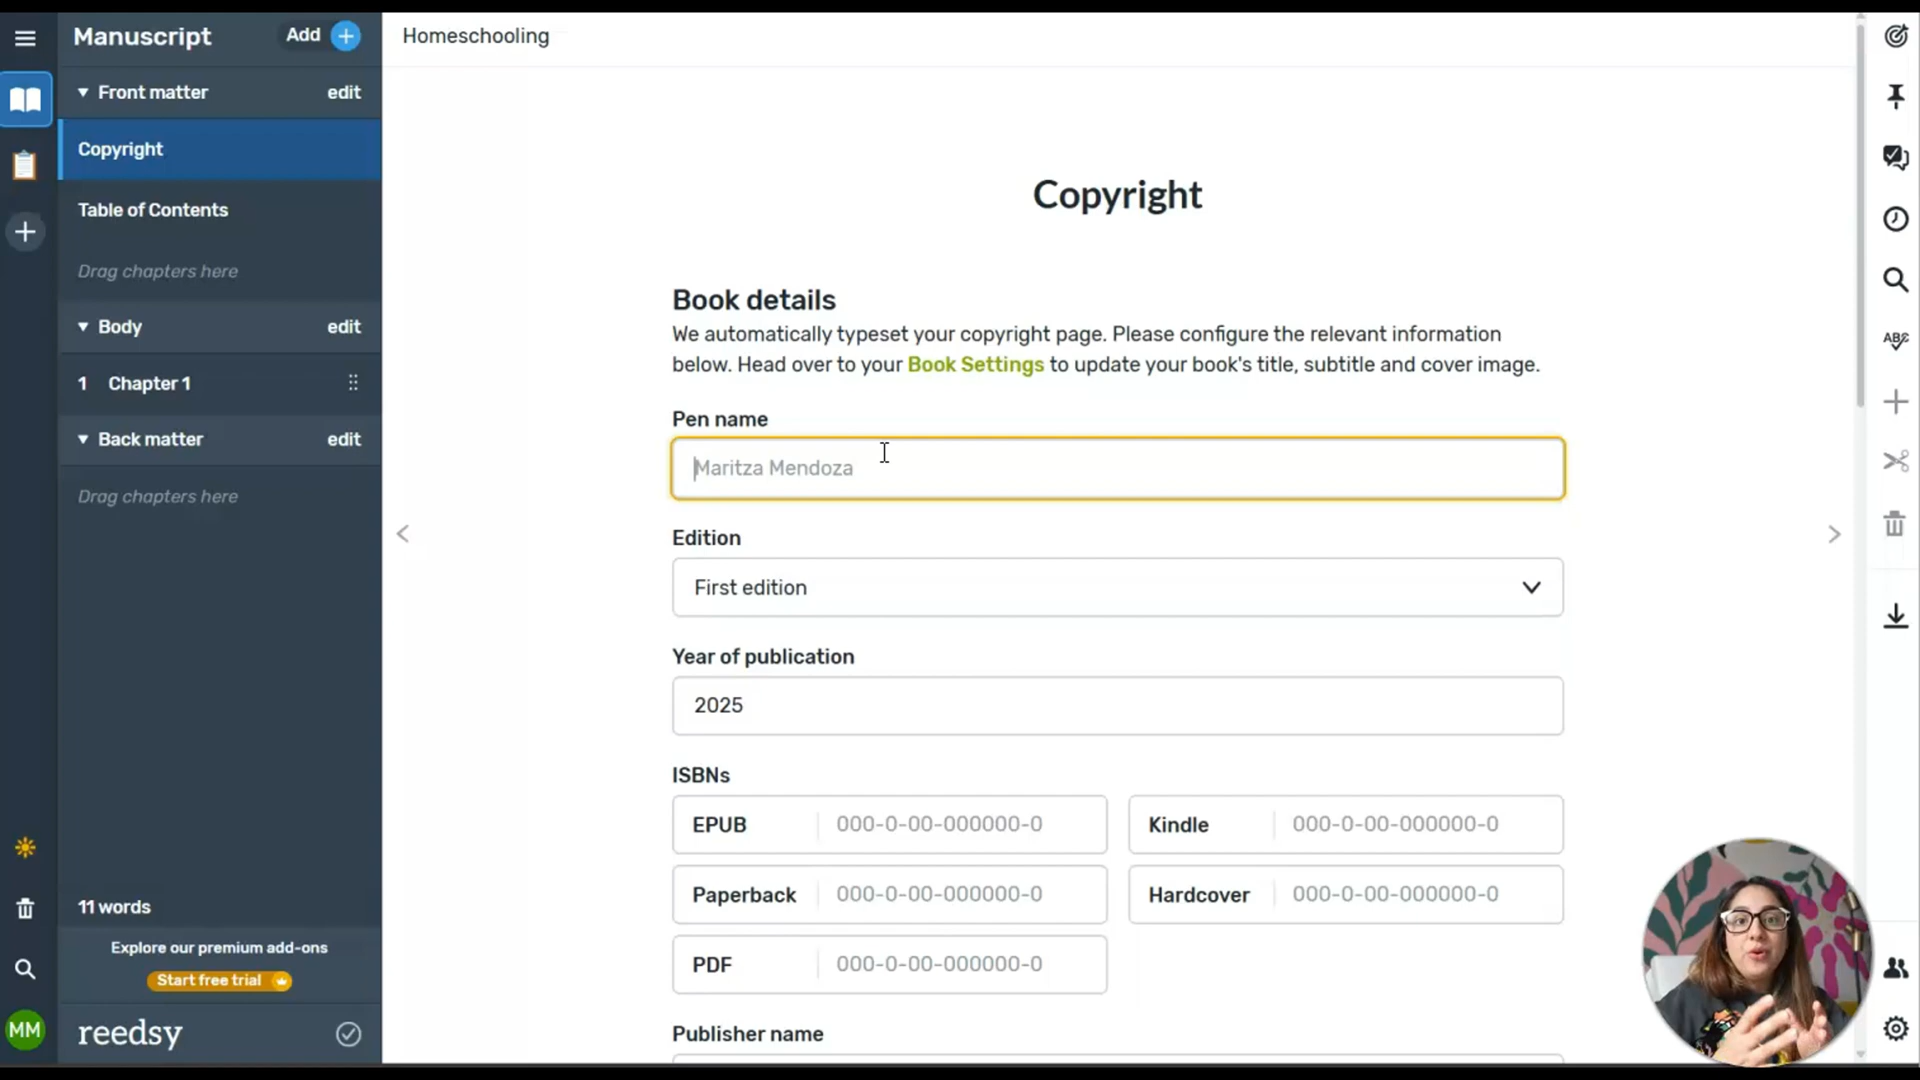 Manuscript
Add
Front matter
edit
Copyright
Table of Contents
Drag chapters here
Body
edit
1 Chapter 1
Back matter
edit
Drag chapters here
11 words
Explore our premium add-ons
Start free trial
MM
reedsy
Homeschooling
Copyright
Book details
We automatically typeset your copyright page. Please configure the relevant information
below. Head over to your Book Settings to update your book's title, subtitle and cover image.
Pen name
Maritza Mendoza
Edition
First edition
Year of publication
2025
ISBNs
EPUB 000-0-00-000000-0
Kindle 000-0-00-000000-0
Paperback 000-0-00-000000-0
Hardcover 000-0-00-000000-0
PDF 000-0-00-000000-0
Publisher name
ABC